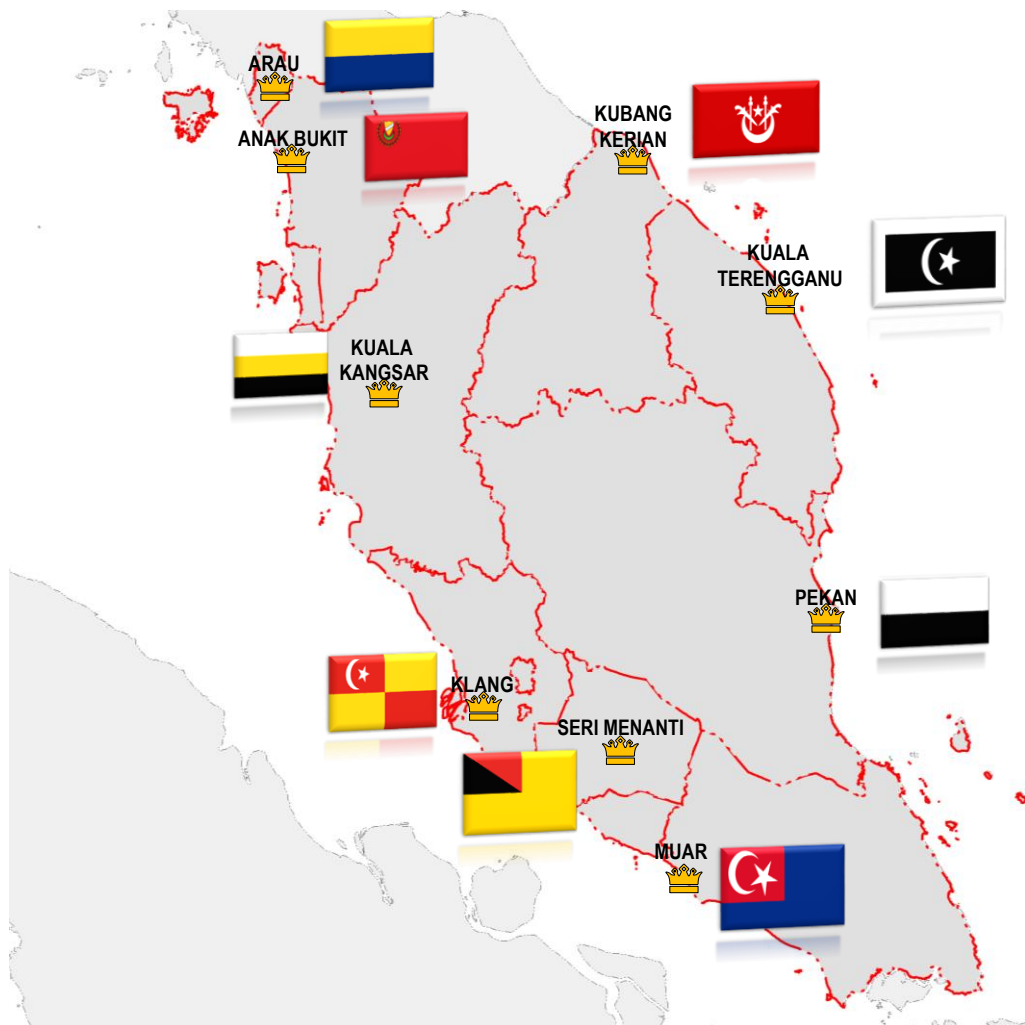 ARAU
ANAK BUKIT
KUBANG
KERIAN
KUALA
TERENGGANU
KUALA
KANGSAR
PEKAN
KLANG
SERI MENANTI
MUAR